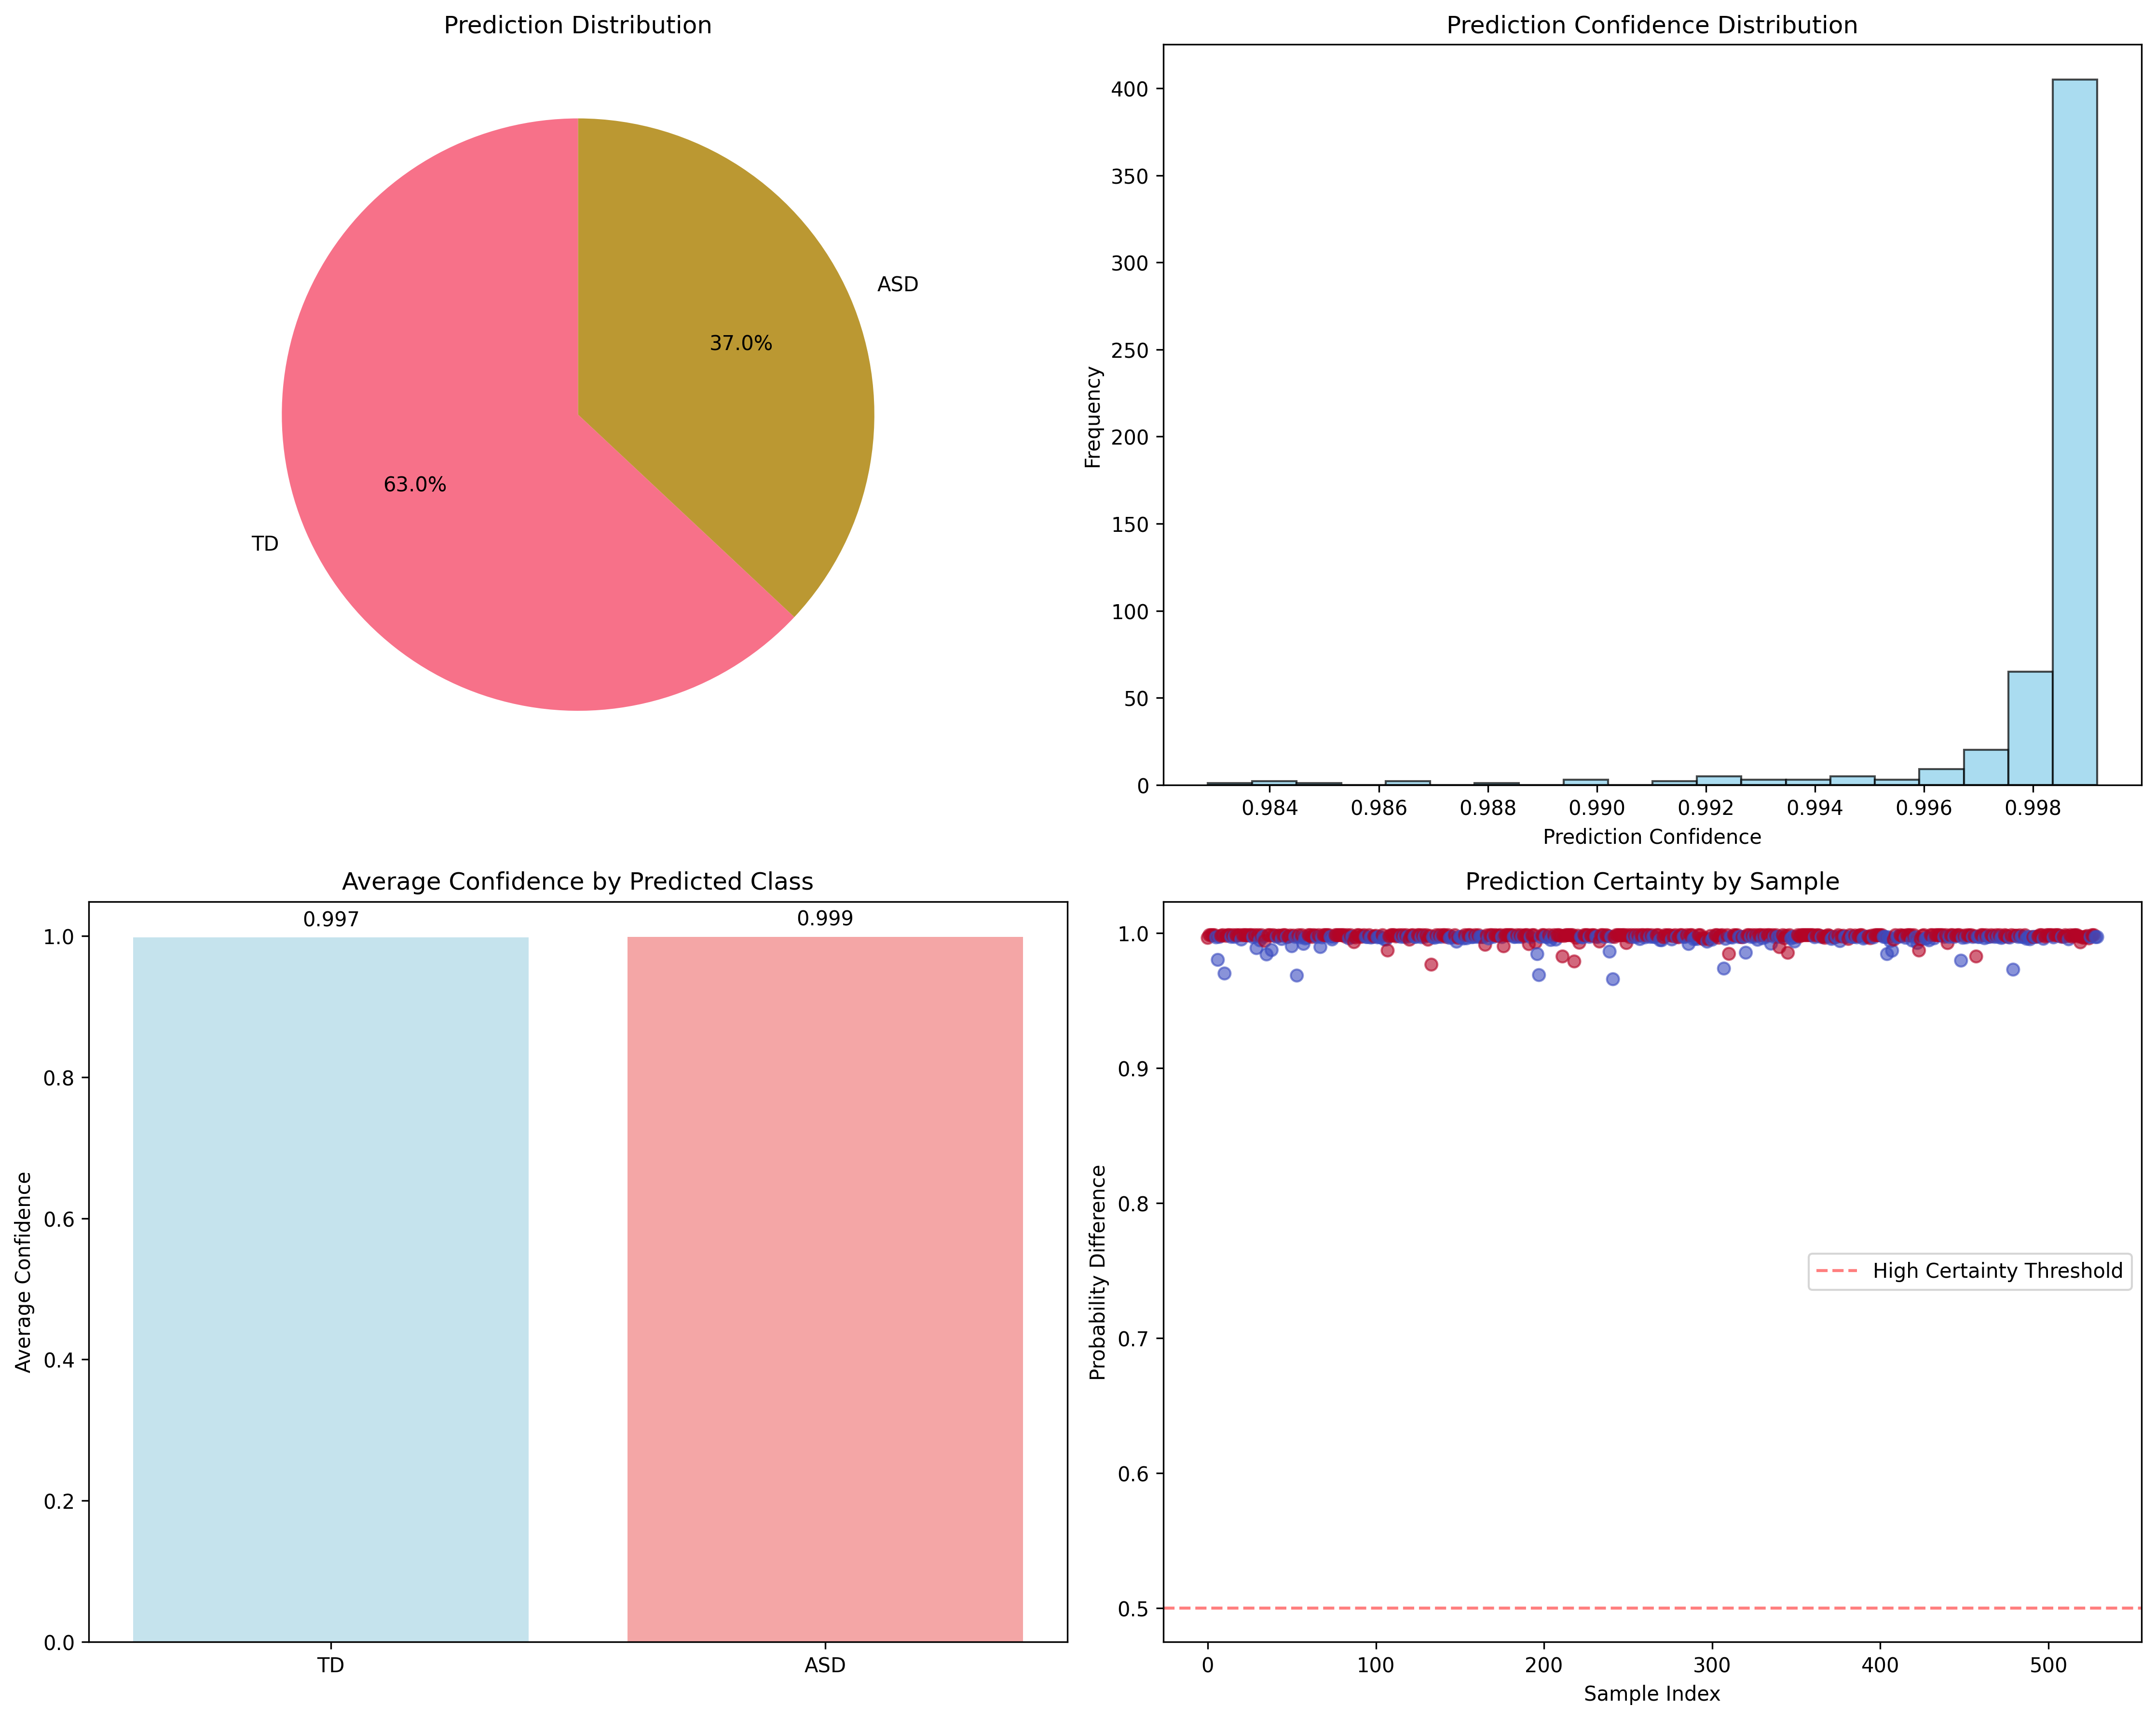 Prediction Distribution
ASD
37.0%
63.0%
TD
Prediction Confidence Distribution
400
350
300
250
200
150
100
50
0
Frequency
0.984 0.986 0.988 0.990 0.992 0.994 0.996 0.998
Prediction Confidence
Average Confidence by Predicted Class
0.997 0.999
1.0
0.8
0.6
0.4
0.2
0.0
Average Confidence
TD ASD
Prediction Certainty by Sample
1.0
0.9
0.8
0.7
0.6
0.5
Probability Difference
High Certainty Threshold
0 100 200 300 400 500
Sample Index